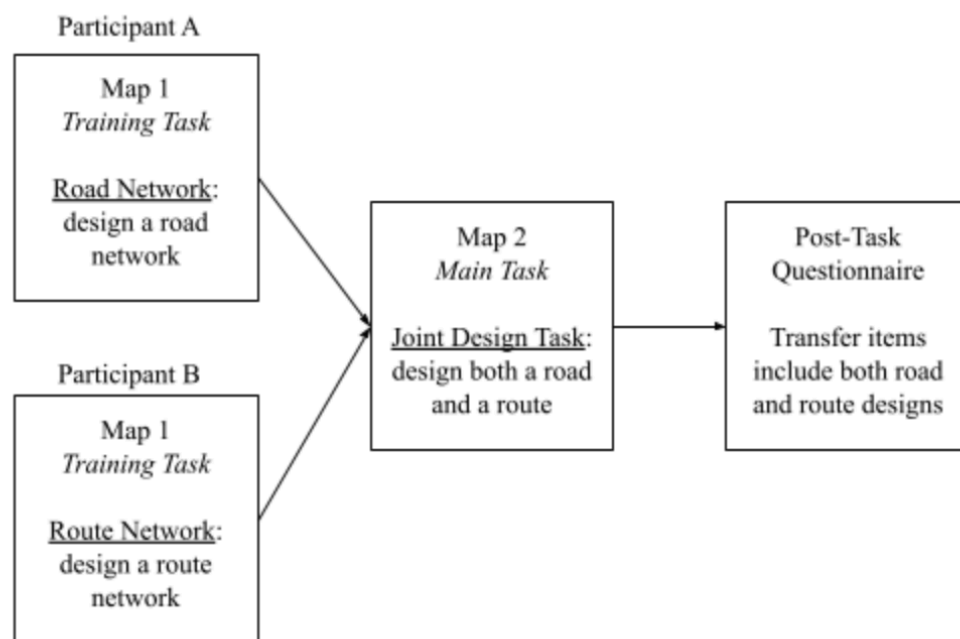 Participant A
Map 1
Training Task
Road Network:
design a road
network
Participant B
Map 1
Training Task
Route Network:
design a route
network
Map 2
Main Task
Joint Design Task:
design both a road
and a route
Post-Task
Questionnaire
Transfer items
include both road
and route designs